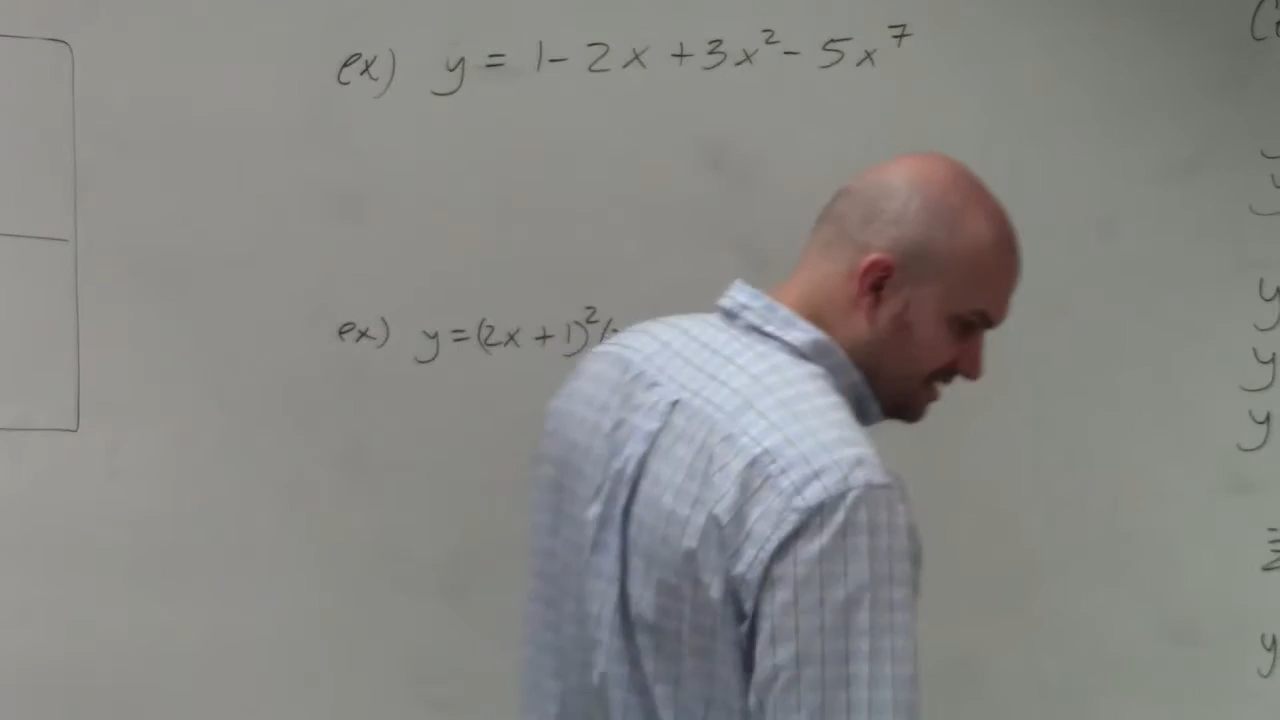 ex) y = 1 - 2x + 3x² - 5x⁷
ex) y = (2x + 1)²(
y
y
y
y
y